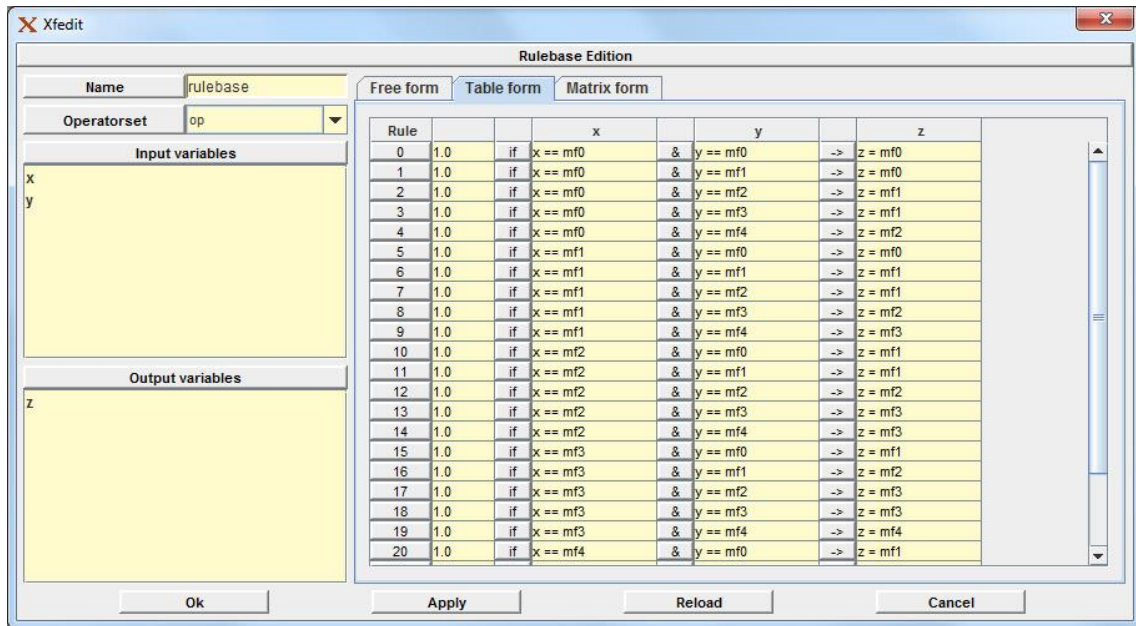 Xfedit
Rulebase Edition
Name rulebase
Operatorset op
Input variables
x
y
Output variables
z
Free form Table form Matrix form
Rule x y z
0 1.0 if x == mf0 & y == mf0 -> z = mf0
1 1.0 if x == mf0 & y == mf1 -> z = mf0
2 1.0 if x == mf0 & y == mf2 -> z = mf1
3 1.0 if x == mf0 & y == mf3 -> z = mf1
4 1.0 if x == mf0 & y == mf4 -> z = mf2
5 1.0 if x == mf1 & y == mf0 -> z = mf0
6 1.0 if x == mf1 & y == mf1 -> z = mf1
7 1.0 if x == mf1 & y == mf2 -> z = mf1
8 1.0 if x == mf1 & y == mf3 -> z = mf2
9 1.0 if x == mf1 & y == mf4 -> z = mf3
10 1.0 if x == mf2 & y == mf0 -> z = mf1
11 1.0 if x == mf2 & y == mf1 -> z = mf1
12 1.0 if x == mf2 & y == mf2 -> z = mf2
13 1.0 if x == mf2 & y == mf3 -> z = mf3
14 1.0 if x == mf2 & y == mf4 -> z = mf3
15 1.0 if x == mf3 & y == mf0 -> z = mf1
16 1.0 if x == mf3 & y == mf1 -> z = mf2
17 1.0 if x == mf3 & y == mf2 -> z = mf3
18 1.0 if x == mf3 & y == mf3 -> z = mf3
19 1.0 if x == mf3 & y == mf4 -> z = mf4
20 1.0 if x == mf4 & y == mf0 -> z = mf1
Ok Apply Reload Cancel